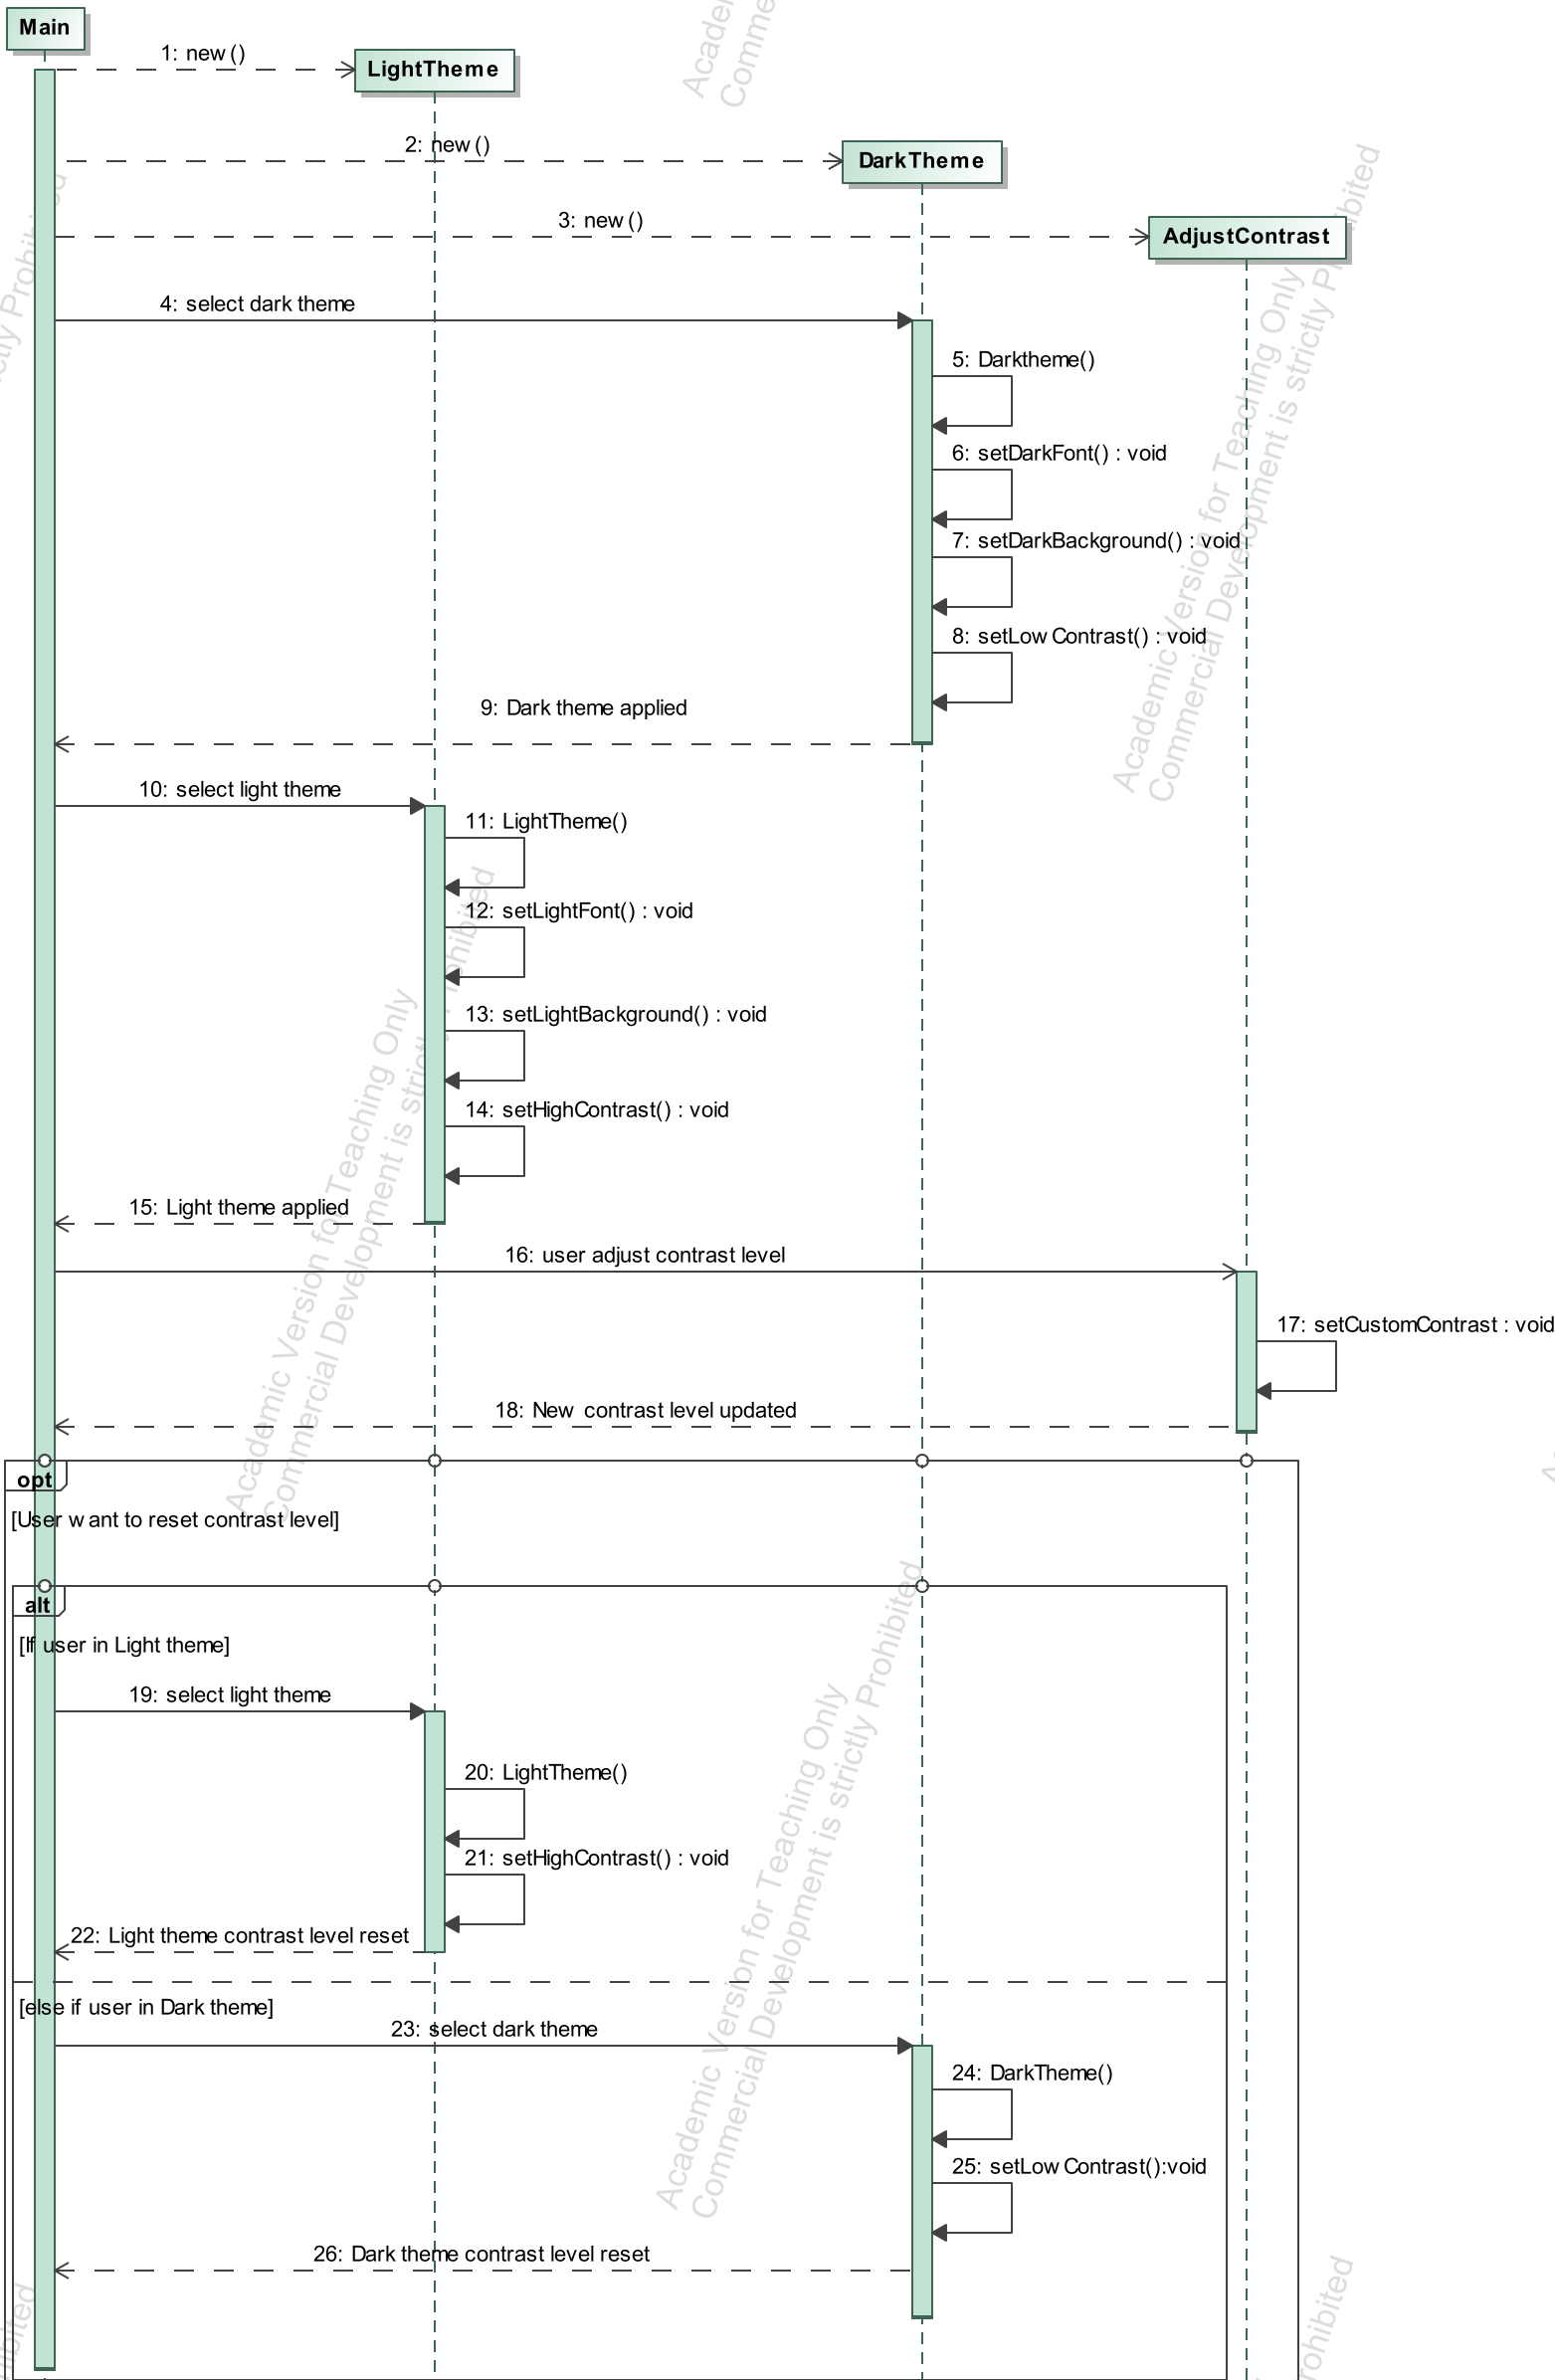 Main
1: new()
LightTheme
2: new()
DarkTheme
3: new()
AdjustContrast
4: select dark theme
5: Darktheme()
6: setDarkFont() : void
7: setDarkBackground() : void
8: setLowContrast() : void
9: Dark theme applied
10: select light theme
11: LightTheme()
12: setLightFont() : void
13: setLightBackground() : void
14: setHighContrast() : void
15: Light theme applied
16: user adjust contrast level
17: setCustomContrast : void
18: New contrast level updated
opt
[User want to reset contrast level]
alt
[If user in Light theme]
19: select light theme
20: LightTheme()
21: setHighContrast() : void
22: Light theme contrast level reset
[else if user in Dark theme]
23: select dark theme
24: DarkTheme()
25: setLowContrast():void
26: Dark theme contrast level reset
Academic Version for Teaching Only
Commercial Development is strictly Prohibited
Academic Version for Teaching Only
Commercial Development is strictly Prohibited
Academic Version for Teaching Only
Commercial Development is strictly Prohibited